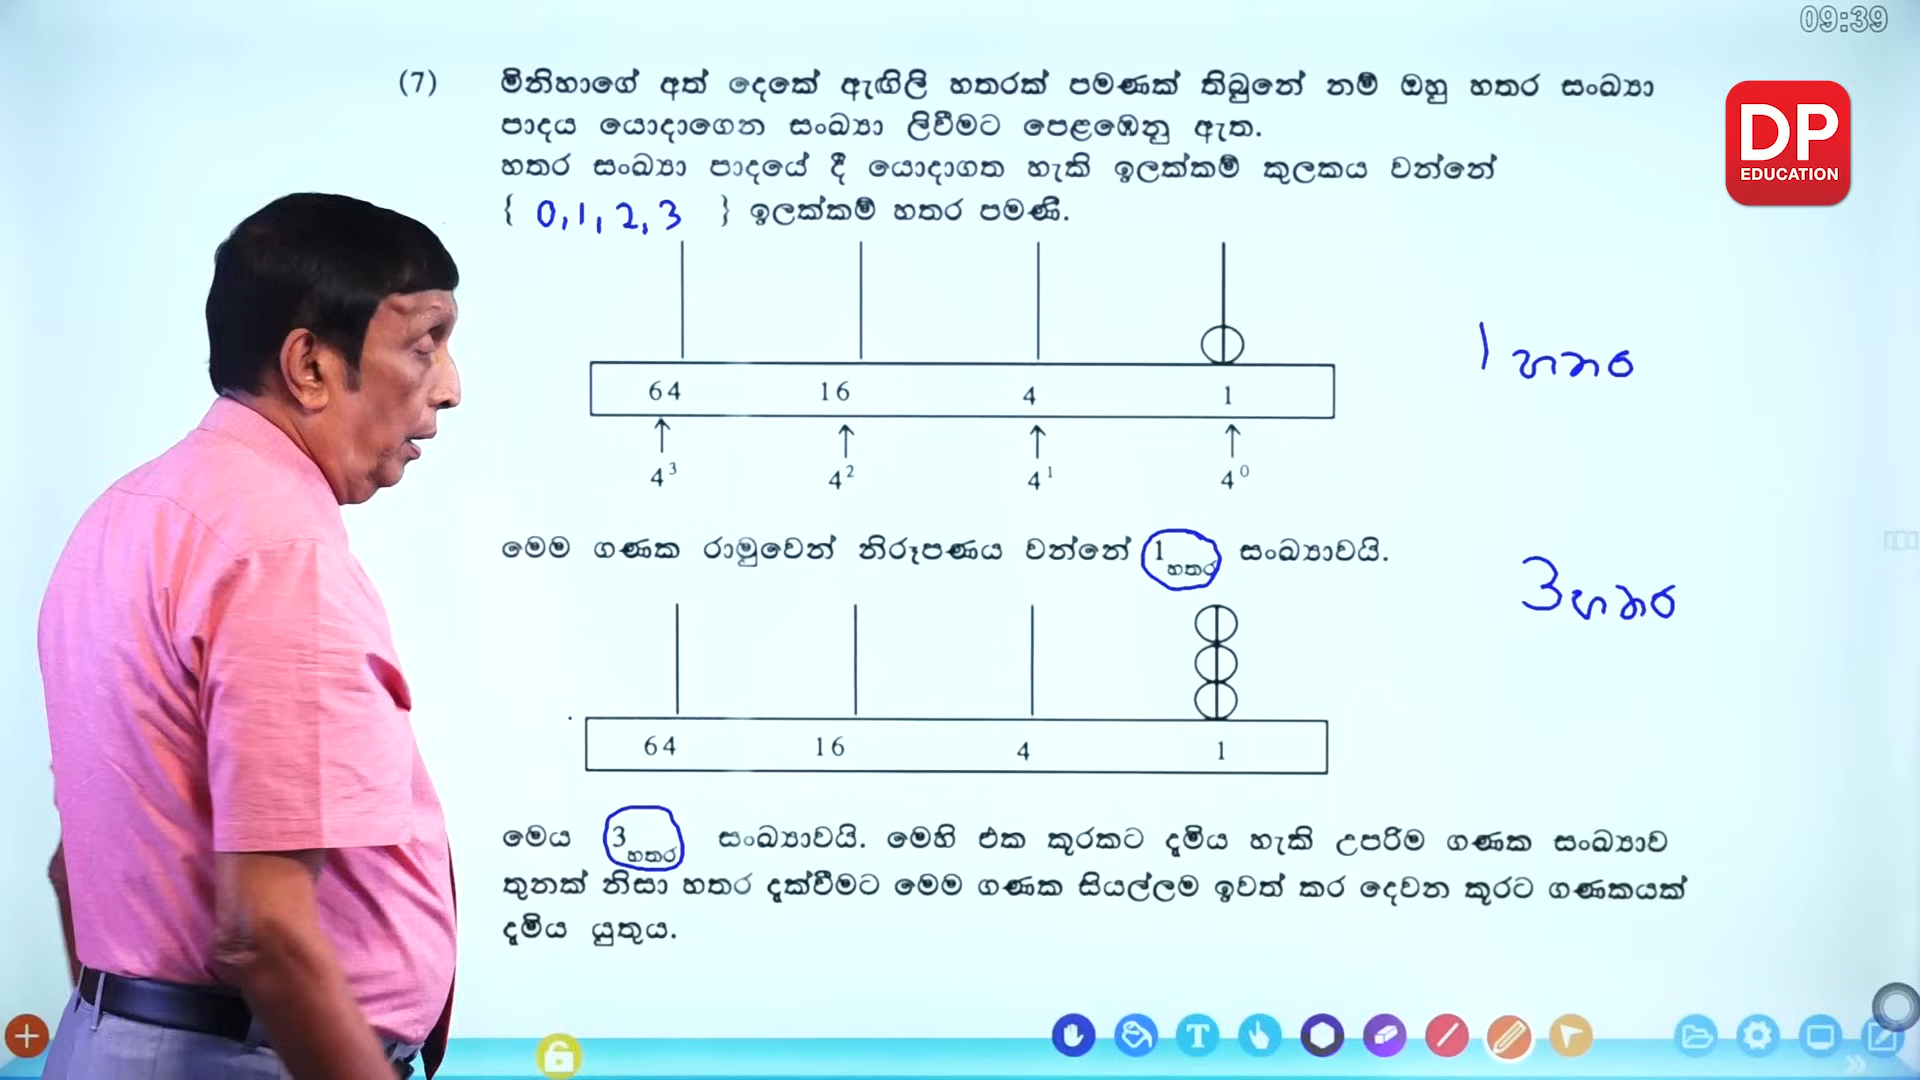 09:39
(7) මිනිහාගේ අත් දෙකේ ඇඟිලි හතරක් පමණක් තිබුනේ නම් ඔහු හතර සංඛ්‍යා
පාදය යොදාගෙන සංඛ්‍යා ලිවීමට පෙළඹෙනු ඇත.
හතර සංඛ්‍යා පාදයේ දී යොදාගත හැකි ඉලක්කම් කුලකය වන්නේ
{ 0, 1, 2, 3 } ඉලක්කම් හතර පමණි.
DP
EDUCATION
64 16 4 1
4³ 4² 4¹ 4⁰
1 හතර
මෙම ගණක රාමුවෙන් නිරූපණය වන්නේ 1 හතර සංඛ්‍යාවයි.
3 හතර
64 16 4 1
මෙය 3 හතර සංඛ්‍යාවයි. මෙහි එක කූරකට දැමිය හැකි උපරිම ගණක සංඛ්‍යාව
තුනක් නිසා හතර දැක්වීමට මෙම ගණක සියල්ලම ඉවත් කර දෙවන කූරට ගණකයක්
දැමිය යුතුය.